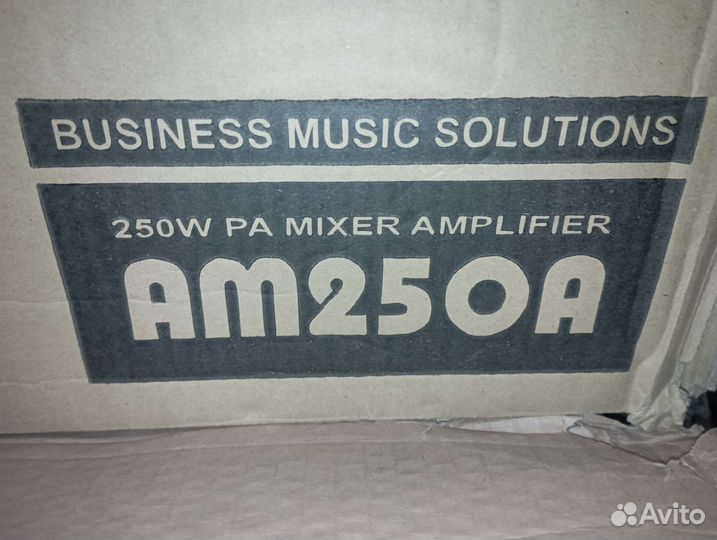 BUSINESS MUSIC SOLUTIONS
250W PA MIXER AMPLIFIER
AM250A
Avito